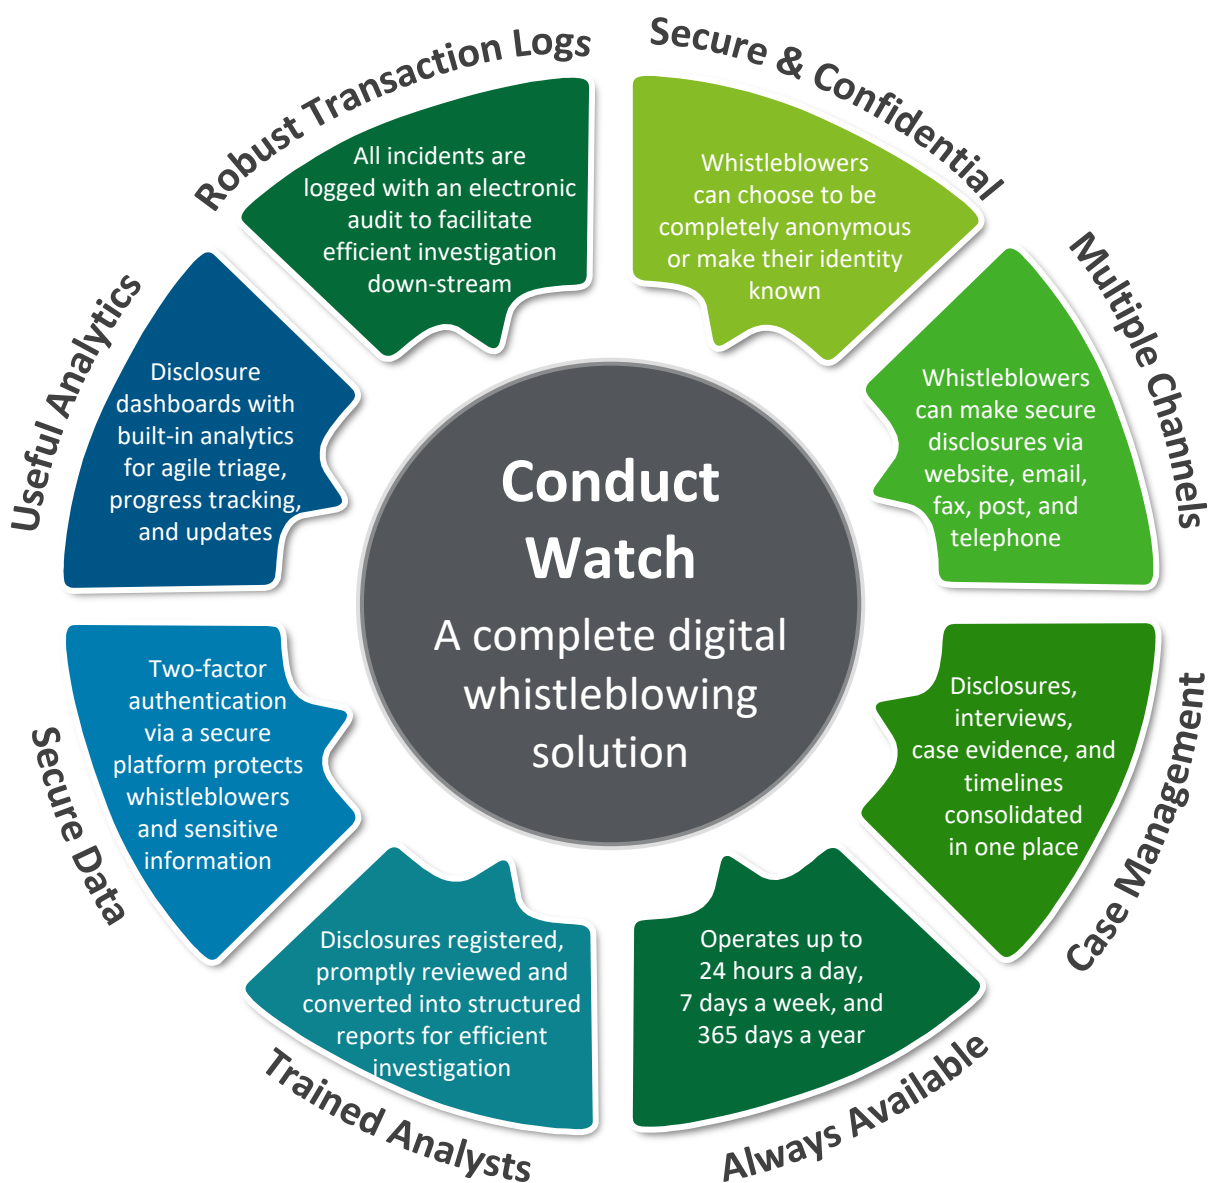 Conduct
Watch
A complete digital
whistleblowing
solution
Secure & Confidential
Whistleblowers
can choose to be
completely anonymous
or make their identity
known
Multiple Channels
Whistleblowers
can make secure
disclosures via
website, email,
fax, post, and
telephone
Case Management
Disclosures,
interviews,
case evidence, and
timelines
consolidated
in one place
Always Available
Operates up to
24 hours a day,
7 days a week, and
365 days a year
Trained Analysts
Disclosures registered,
promptly reviewed and
converted into structured
reports for efficient
investigation
Secure Data
Two-factor
authentication
via a secure
platform protects
whistleblowers
and sensitive
information
Useful Analytics
Disclosure
dashboards with
built-in analytics
for agile triage,
progress tracking,
and updates
Robust Transaction Logs
All incidents are
logged with an electronic
audit to facilitate
efficient investigation
down-stream